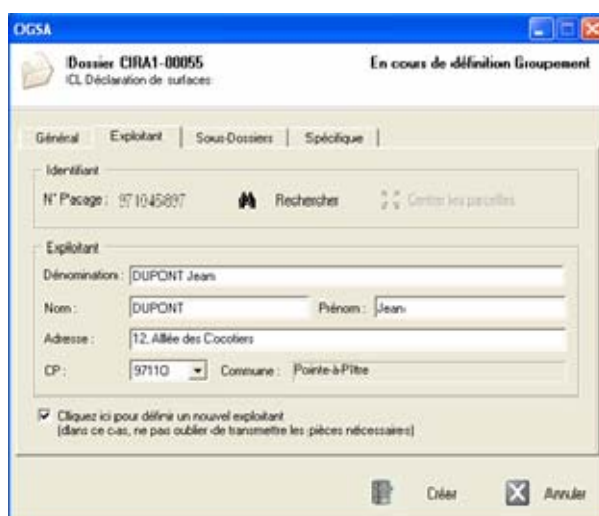 OGSA
Dossier CIRA1-00055 En cours de définition Groupement
ICL Déclaration de surfaces
Général Exploitant Sous-Dossiers Spécifique
Identifiant
N° Pacage : 971045897 Rechercher Centrer les parcelles
Exploitant
Dénomination : DUPONT Jean
Nom : DUPONT Prénom : Jean
Adresse : 12, Allée des Cocotiers
CP : 97110 Commune : Pointe-à-Pitre
Cliquez ici pour définir un nouvel exploitant
(dans ce cas, ne pas oublier de transmettre les pièces nécessaires)
Créer Annuler